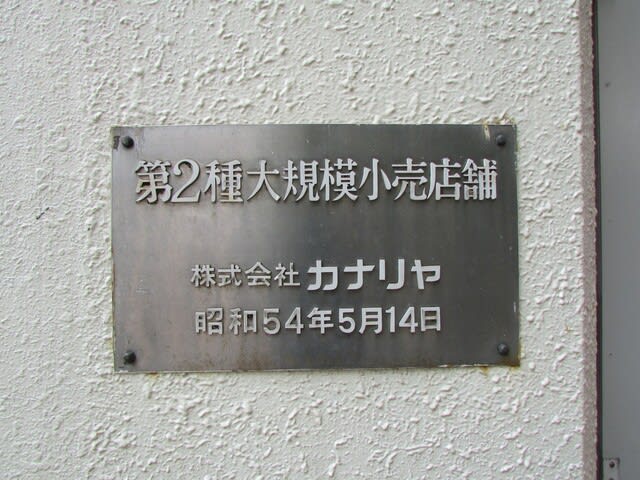 第2種大規模小売店舗
株式会社 カナリヤ
昭和54年5月14日